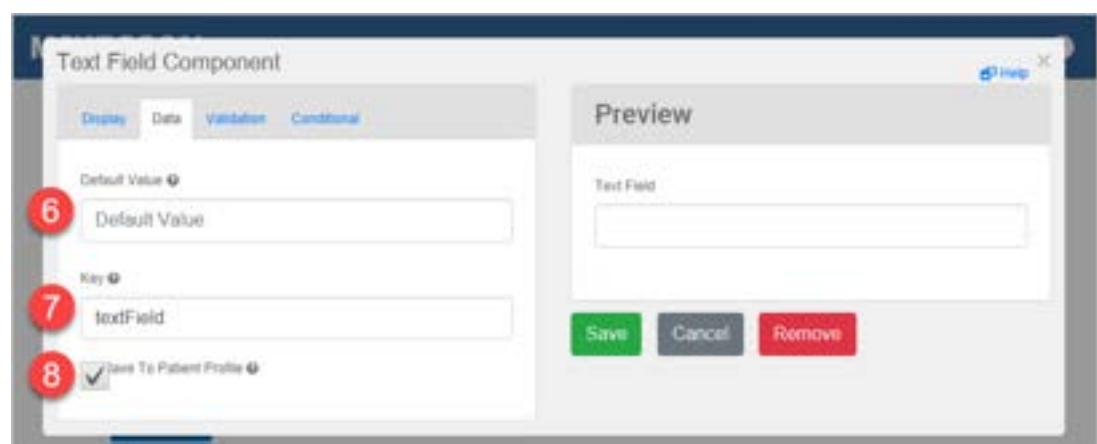 Text Field Component
×
Help
Display Data Validation Conditional
Preview
Default Value
Text Field
6
Default Value
Key
7
textField
Save Cancel Remove
8
Save To Patient Profile